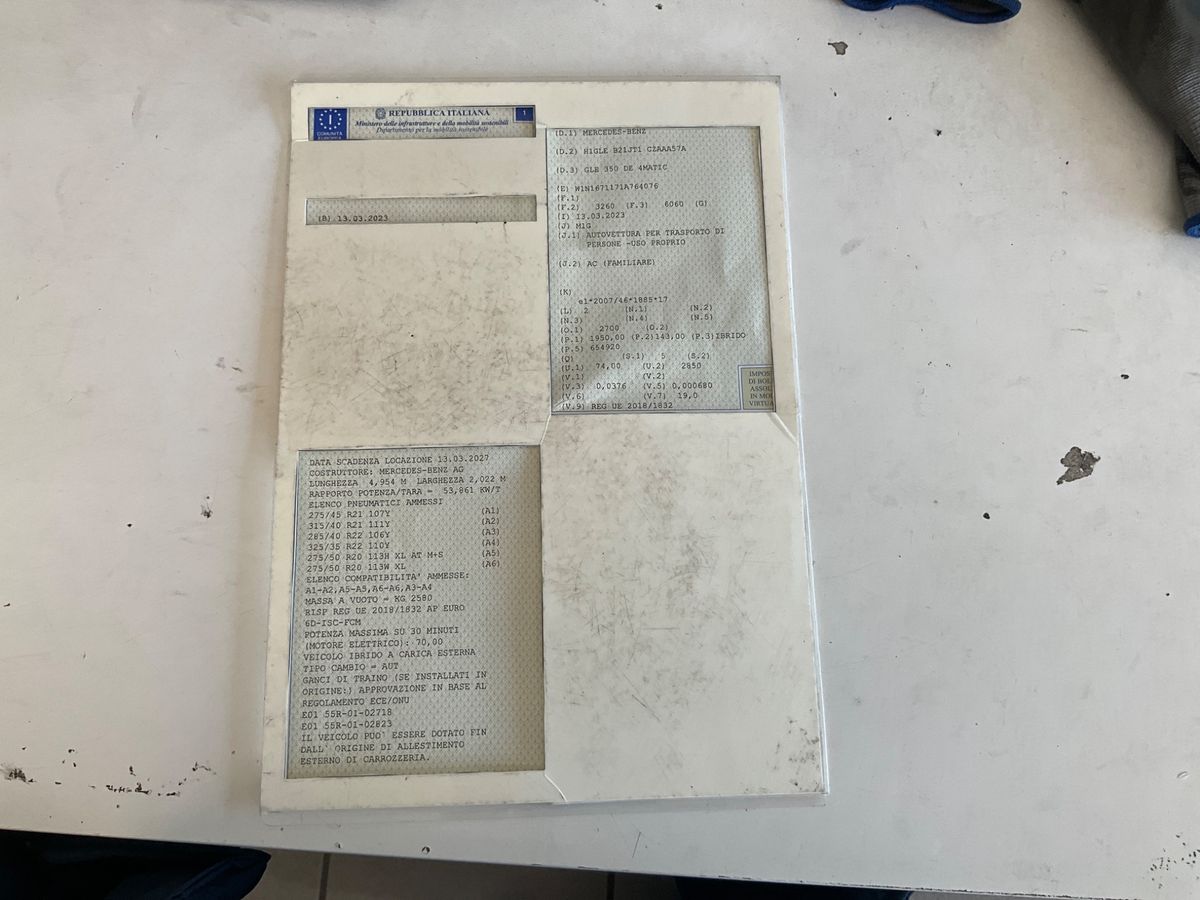 REPUBBLICA ITALIANA
1
I
COMUNITÀ
EUROPEA
Ministero delle infrastrutture e della mobilità sostenibili
Dipartimento per la mobilità sostenibile
(B) 13.03.2023
(D.1) MERCEDES-BENZ
(D.2) H1GLE B21JT1 CZAAA57A
(D.3) GLE 350 DE 4MATIC
(E) W1N1671171A764076
(F.1)
(F.2) 3260 (F.3) 6060 (G)
(I) 13.03.2023
(J) M1G
(J.1) AUTOVETTURA PER TRASPORTO DI
PERSONE -USO PROPRIO
(J.2) AC (FAMILIARE)
(K)
e1*2007/46*1885*17
(L) 2 (N.1) (N.2)
(N.3) (N.4) (N.5)
(O.1) 2700 (O.2)
(P.1) 1950,00 (P.2)143,00 (P.3)IBRIDO
(P.5) 654920
(Q) (S.1) 5 (S.2)
(U.1) 74,00 (U.2) 2850
(V.1) (V.2)
(V.3) 0,0376 (V.5) 0,000680
(V.6) (V.7) 19,0
(V.9) REG UE 2018/1832
IMPOS
DI BOL
ASSOL
IN MOD
VIRTUA
DATA SCADENZA LOCAZIONE 13.03.2027
COSTRUTTORE: MERCEDES-BENZ AG
LUNGHEZZA 4,954 M LARGHEZZA 2,022 M
RAPPORTO POTENZA/TARA = 53,861 KW/T
ELENCO PNEUMATICI AMMESSI
275/45 R21 107Y (A1)
315/40 R21 111Y (A2)
285/40 R22 106Y (A3)
325/35 R22 110Y (A4)
275/50 R20 113H XL AT M+S (A5)
275/50 R20 113W XL (A6)
ELENCO COMPATIBILITA' AMMESSE:
A1-A2,A5-A5,A6-A6,A3-A4
MASSA A VUOTO = KG 2580
RISP REG UE 2018/1832 AP EURO
6D-ISC-FCM
POTENZA MASSIMA SU 30 MINUTI
(MOTORE ELETTRICO): 70,00
VEICOLO IBRIDO A CARICA ESTERNA
TIPO CAMBIO = AUT
GANCI DI TRAINO (SE INSTALLATI IN
ORIGINE:) APPROVAZIONE IN BASE AL
REGOLAMENTO ECE/ONU
E01 55R-01-02718
E01 55R-01-02823
IL VEICOLO PUO' ESSERE DOTATO FIN
DALL' ORIGINE DI ALLESTIMENTO
ESTERNO DI CARROZZERIA.